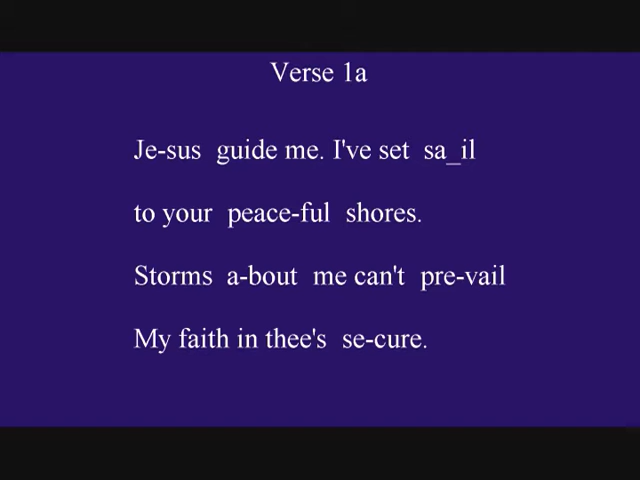 Verse 1a
Je-sus guide me. I've set sa_il
to your peace-ful shores.
Storms a-bout me can't pre-vail
My faith in thee's se-cure.